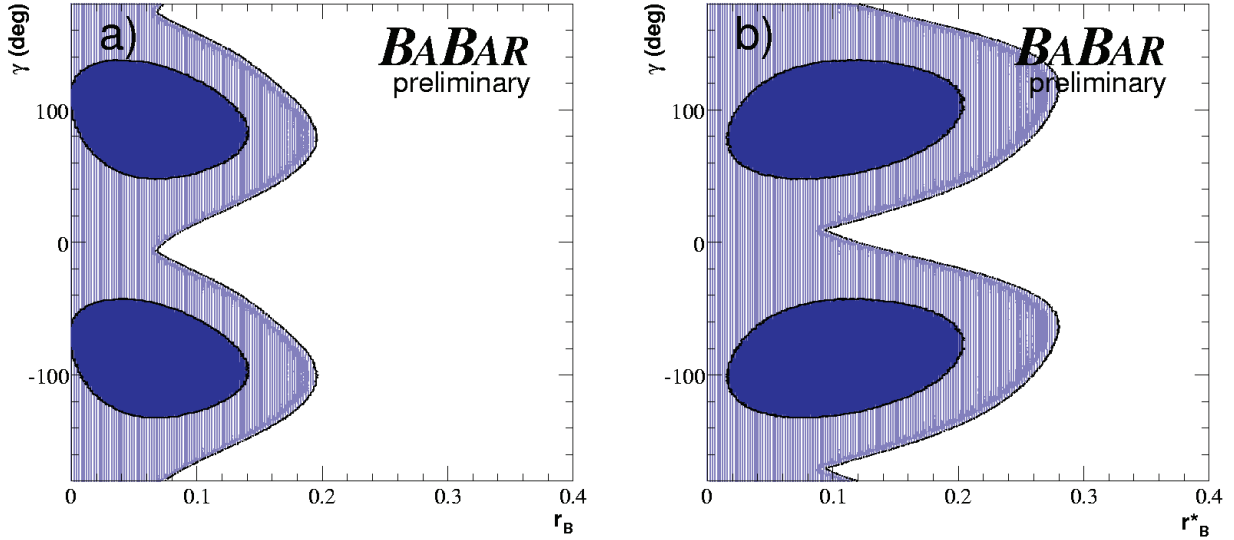 γ (deg)
a)
BABAR
preliminary
100
0
-100
0
0.1
0.2
0.3
0.4
r_B
γ (deg)
b)
BABAR
preliminary
100
0
-100
0
0.1
0.2
0.3
0.4
r*_B